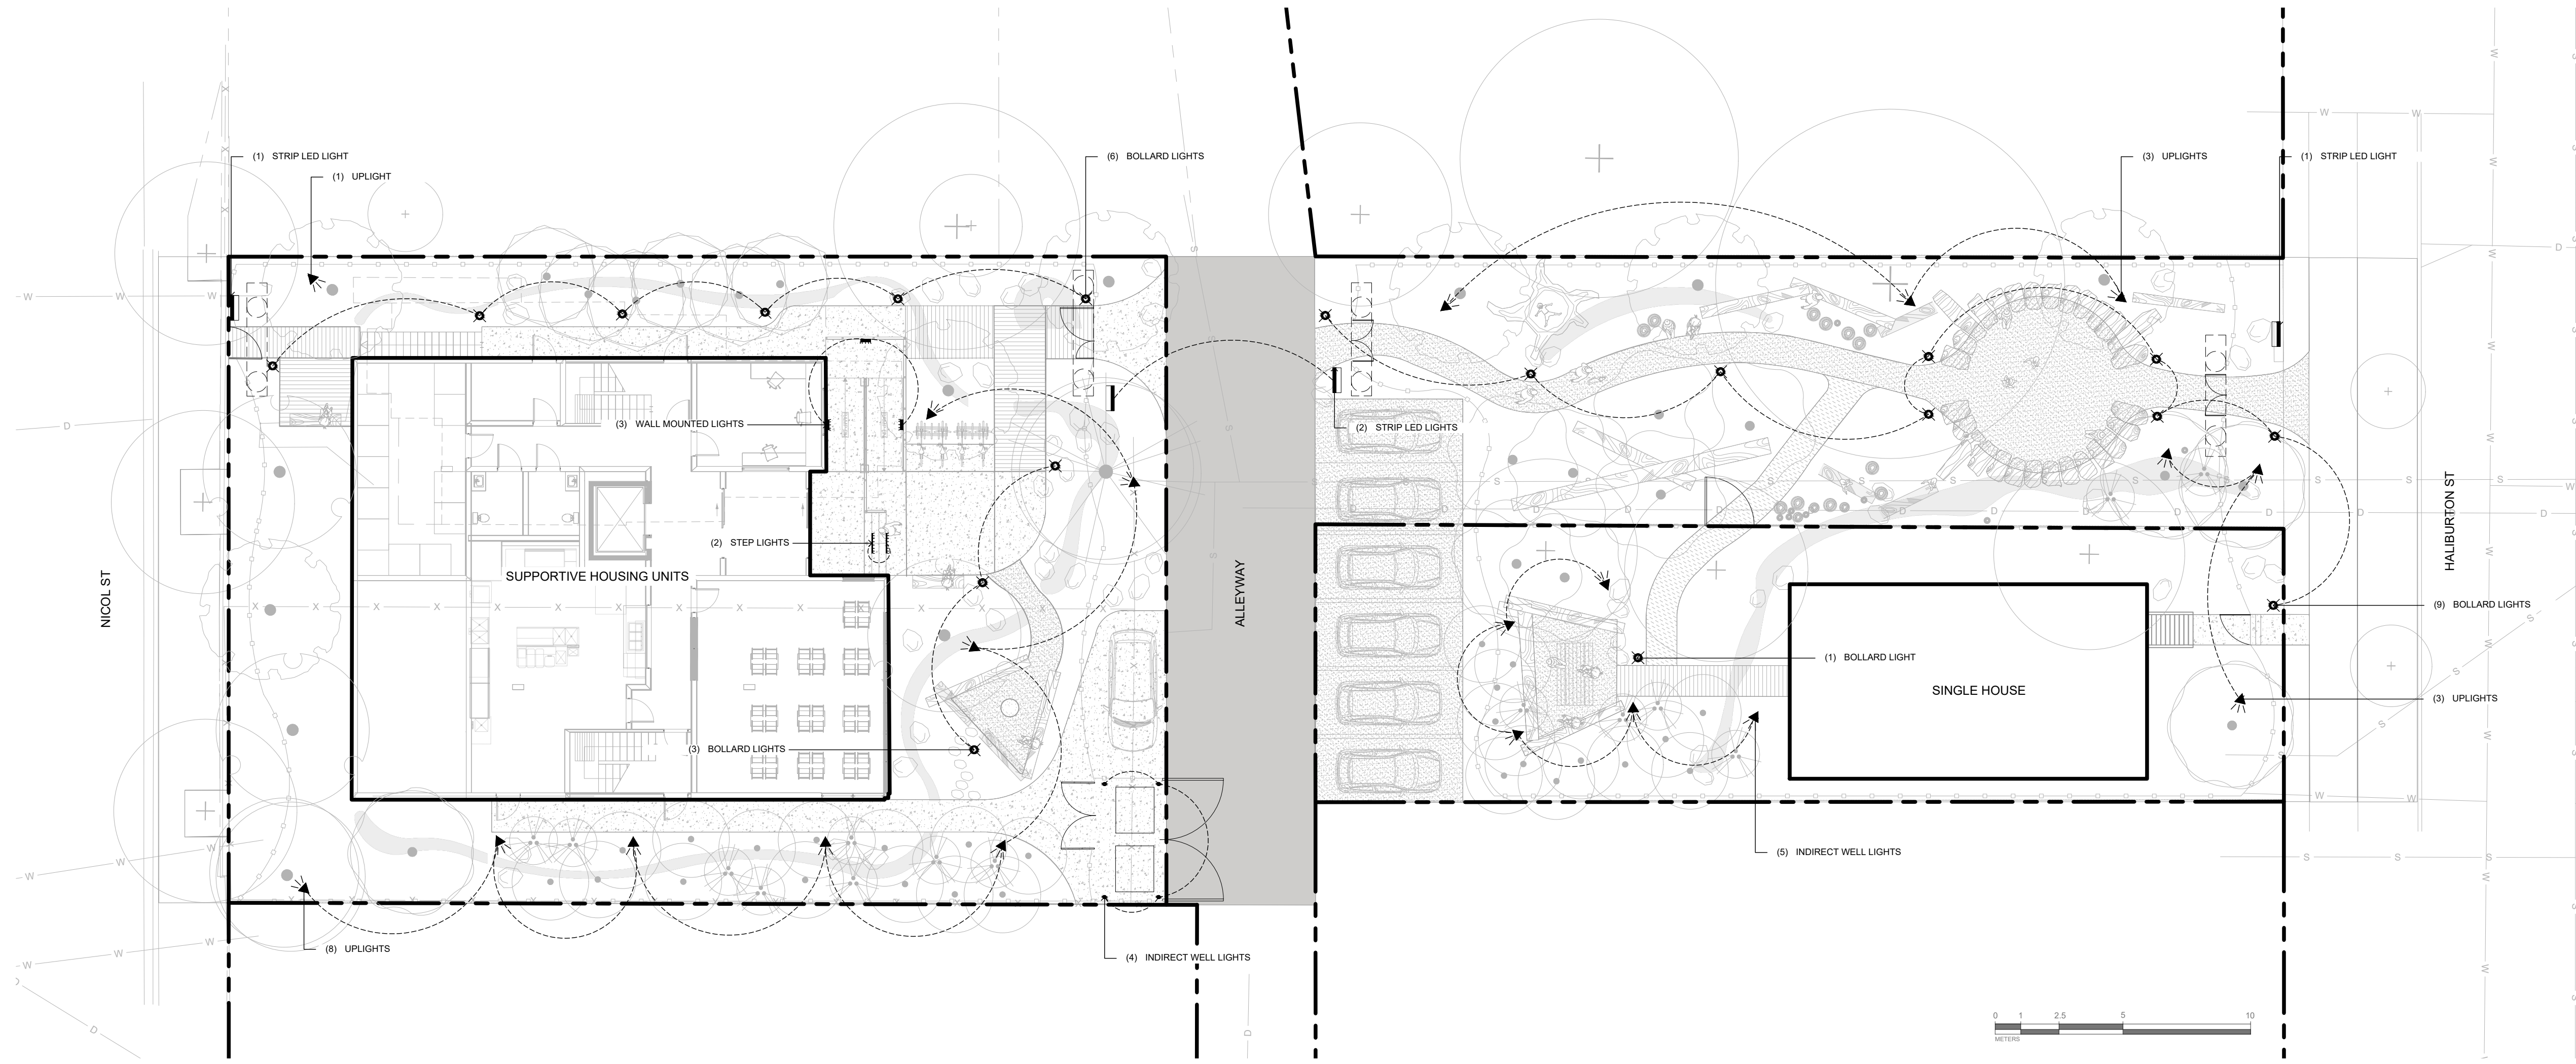 (1) STRIP LED LIGHT
(1) UPLIGHT
(6) BOLLARD LIGHTS
(3) UPLIGHTS
(1) STRIP LED LIGHT
(3) WALL MOUNTED LIGHTS
(2) STRIP LED LIGHTS
(2) STEP LIGHTS
SUPPORTIVE HOUSING UNITS
NICOL ST
ALLEYWAY
HALIBURTON ST
(9) BOLLARD LIGHTS
(1) BOLLARD LIGHT
SINGLE HOUSE
(3) UPLIGHTS
(3) BOLLARD LIGHTS
(5) INDIRECT WELL LIGHTS
(8) UPLIGHTS
(4) INDIRECT WELL LIGHTS
0 1 2.5 5 10
METERS